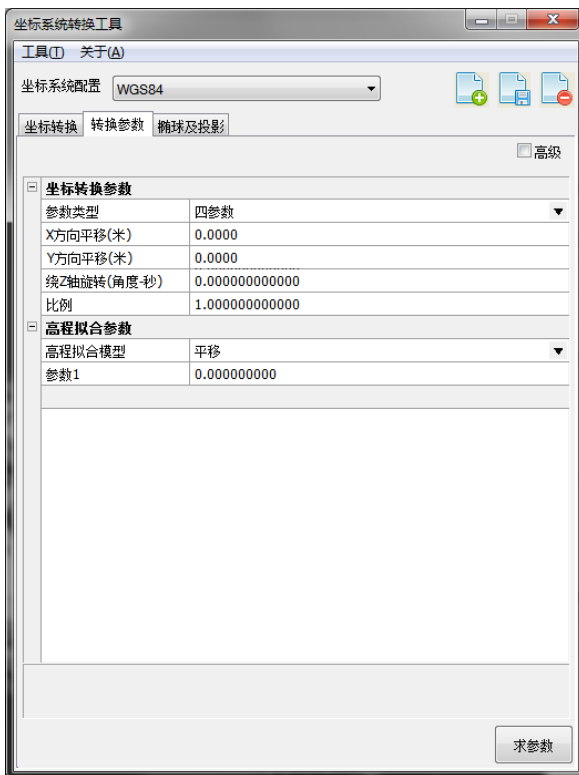 坐标系统转换工具
工具(T) 关于(A)
坐标系统配置 WGS84
坐标转换 转换参数 椭球及投影
高级
坐标转换参数
参数类型 四参数
X方向平移(米) 0.0000
Y方向平移(米) 0.0000
绕Z轴旋转(角度-秒) 0.000000000000
比例 1.000000000000
高程拟合参数
高程拟合模型 平移
参数1 0.000000000
求参数